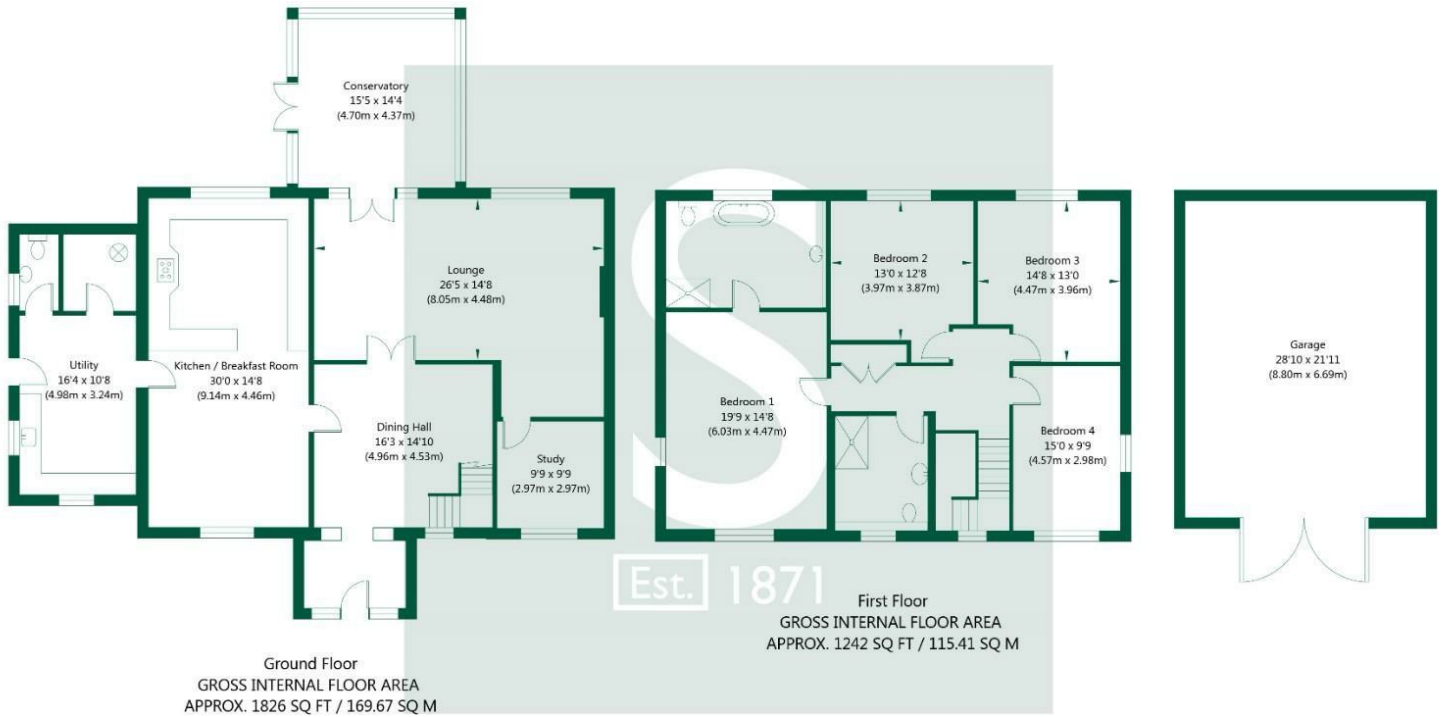 Conservatory
15'5 x 14'4
(4.70m x 4.37m)
Lounge
26'5 x 14'8
(8.05m x 4.48m)
Utility
16'4 x 10'8
(4.98m x 3.24m)
Kitchen / Breakfast Room
30'0 x 14'8
(9.14m x 4.46m)
Dining Hall
16'3 x 14'10
(4.96m x 4.53m)
Study
9'9 x 9'9
(2.97m x 2.97m)
Ground Floor
GROSS INTERNAL FLOOR AREA
APPROX. 1826 SQ FT / 169.67 SQ M
S
Est. 1871
Bedroom 2
13'0 x 12'8
(3.97m x 3.87m)
Bedroom 3
14'8 x 13'0
(4.47m x 3.96m)
Bedroom 1
19'9 x 14'8
(6.03m x 4.47m)
Bedroom 4
15'0 x 9'9
(4.57m x 2.98m)
First Floor
GROSS INTERNAL FLOOR AREA
APPROX. 1242 SQ FT / 115.41 SQ M
Garage
28'10 x 21'11
(8.80m x 6.69m)